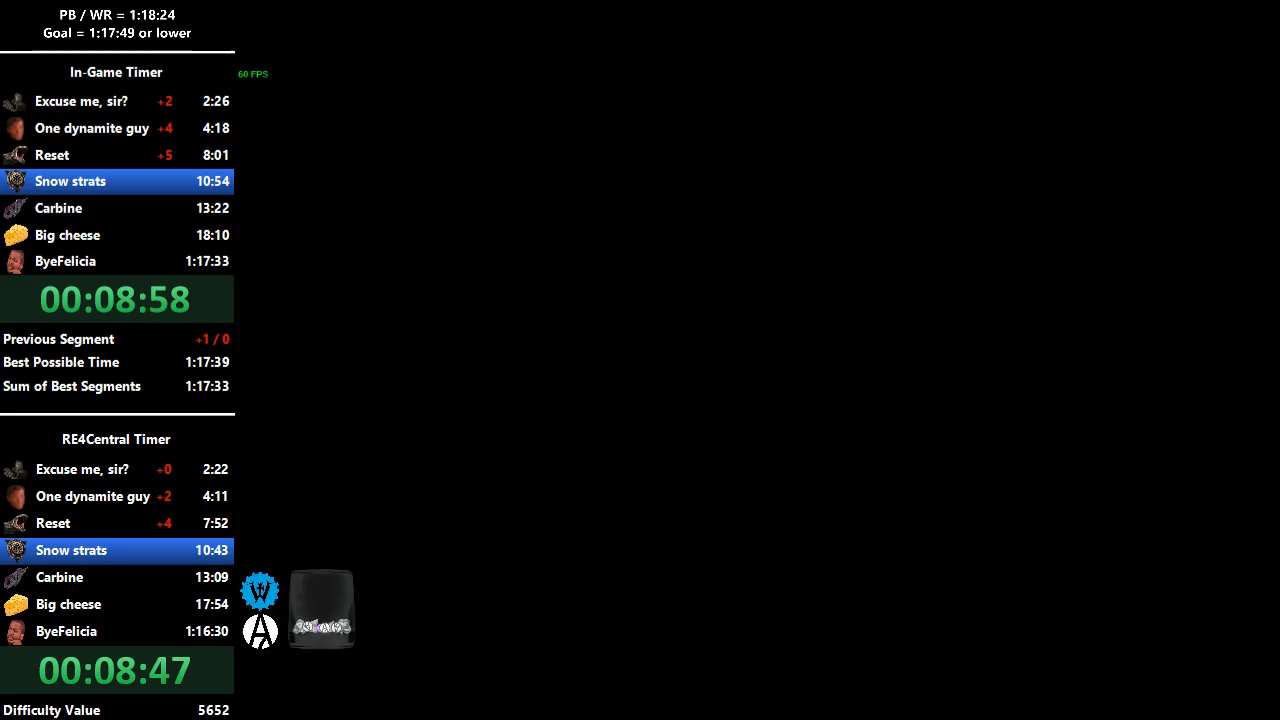 PB / WR = 1:18:24
Goal = 1:17:49 or lower
In-Game Timer
60 FPS
Excuse me, sir? +2 2:26
One dynamite guy +4 4:18
Reset +5 8:01
Snow strats 10:54
Carbine 13:22
Big cheese 18:10
ByeFelicia 1:17:33
00:08:58
Previous Segment +1 / 0
Best Possible Time 1:17:39
Sum of Best Segments 1:17:33
RE4Central Timer
Excuse me, sir? +0 2:22
One dynamite guy +2 4:11
Reset +4 7:52
Snow strats 10:43
Carbine 13:09
Big cheese 17:54
ByeFelicia 1:16:30
00:08:47
Difficulty Value 5652